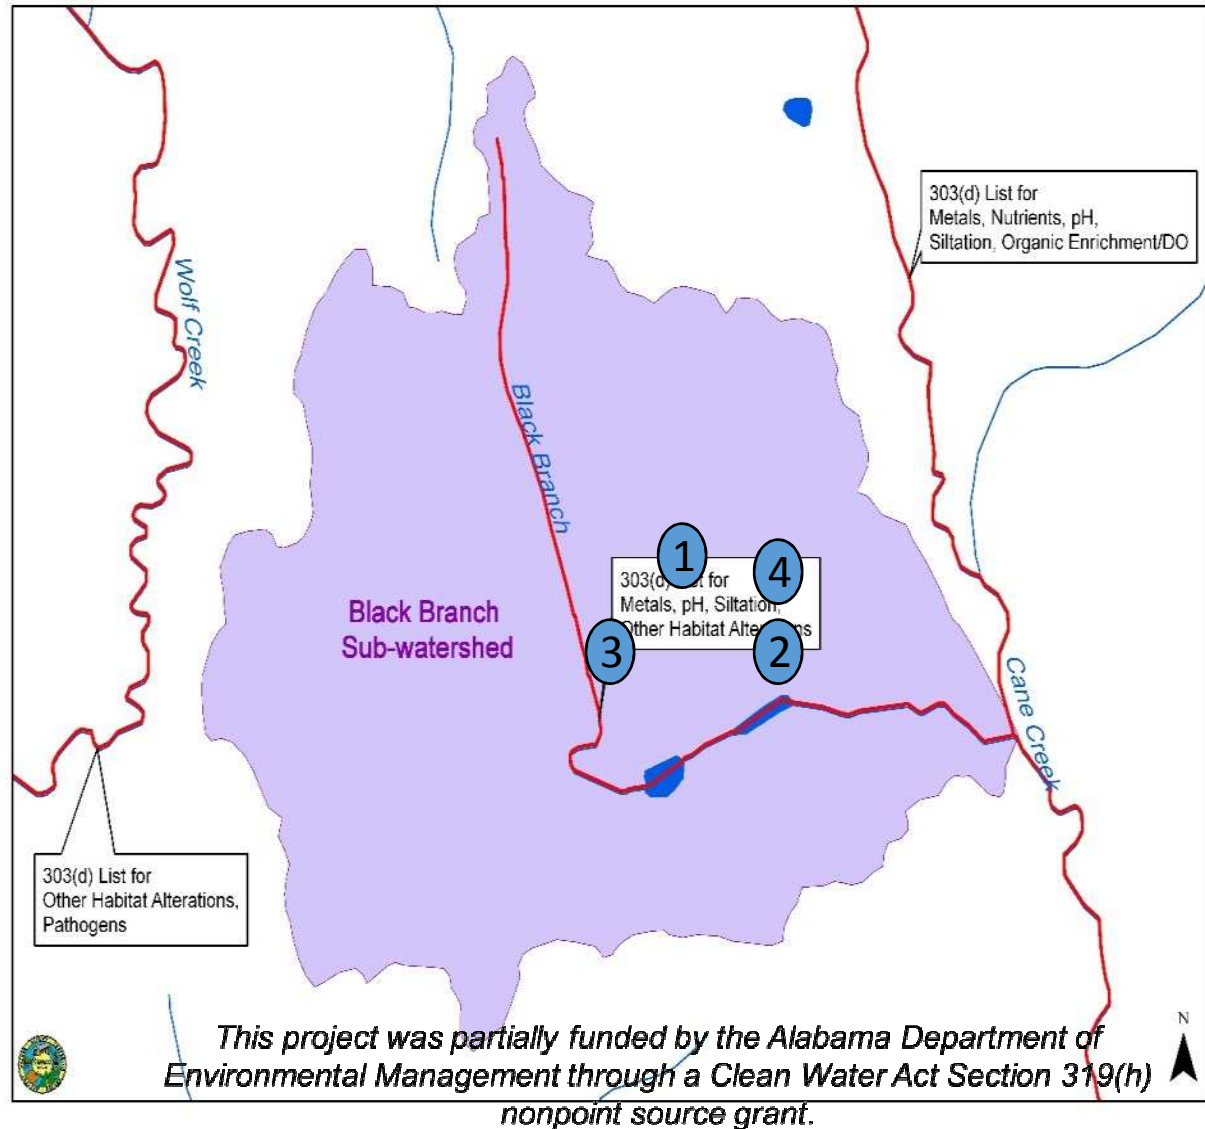 303(d) List for
Metals, Nutrients, pH,
Siltation, Organic Enrichment/DO
Wolf Creek
Black Branch
1
4
303(d) List for
Metals, pH, Siltation,
Other Habitat Alterations
3
2
Black Branch
Sub-watershed
Cane Creek
303(d) List for
Other Habitat Alterations,
Pathogens
N
This project was partially funded by the Alabama Department of
Environmental Management through a Clean Water Act Section 319(h)
nonpoint source grant.